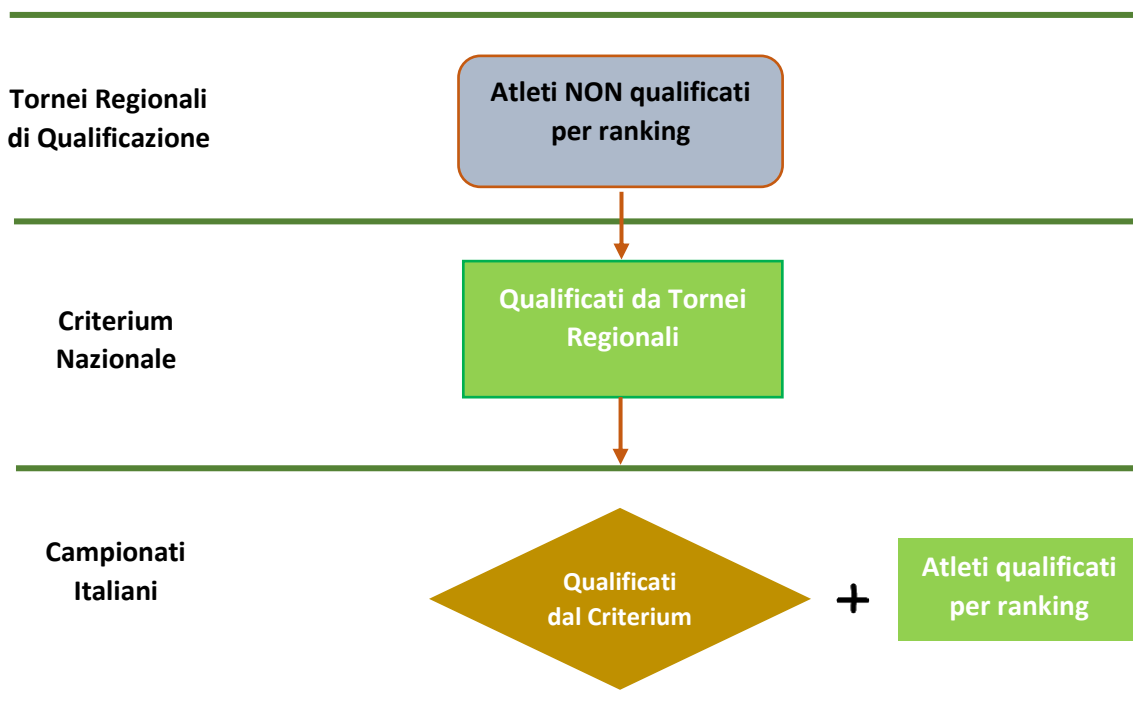 Tornei Regionali
di Qualificazione
Atleti NON qualificati
per ranking
Criterium
Nazionale
Qualificati da Tornei
Regionali
Campionati
Italiani
Qualificati
dal Criterium
+
Atleti qualificati
per ranking